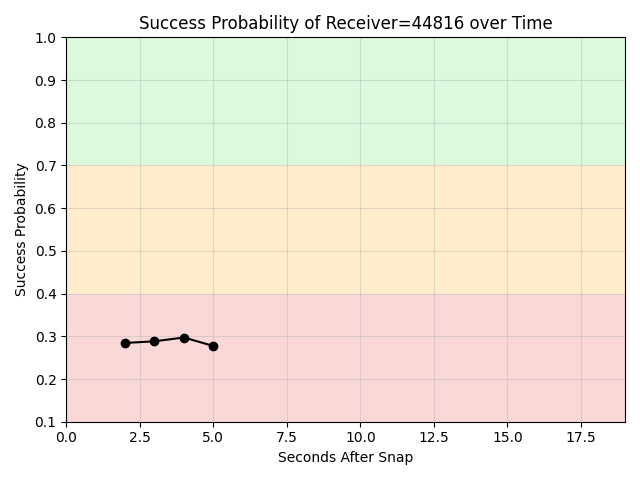 Success Probability of Receiver=44816 over Time
1.0
0.9
0.8
0.7
0.6
0.5
0.4
0.3
0.2
0.1
Success Probability
0.0 2.5 5.0 7.5 10.0 12.5 15.0 17.5
Seconds After Snap